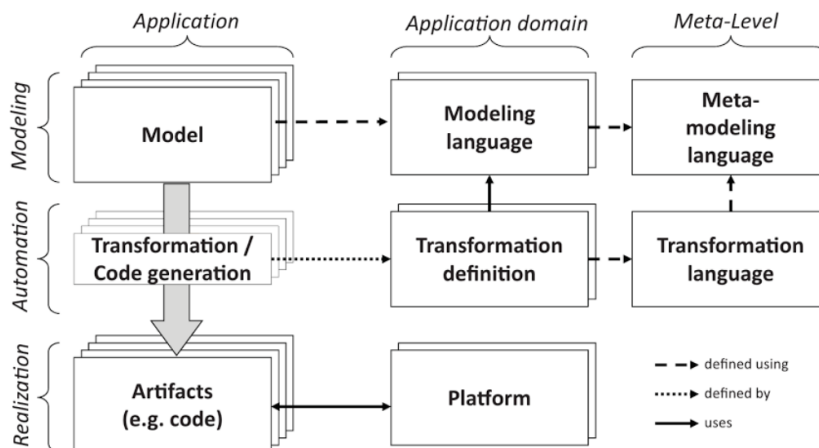 Application
Application domain
Meta-Level
Modeling
Model
Modeling
language
Meta-
modeling
language
Automation
Transformation /
Code generation
Transformation
definition
Transformation
language
Realization
Artifacts
(e.g. code)
Platform
defined using
defined by
uses